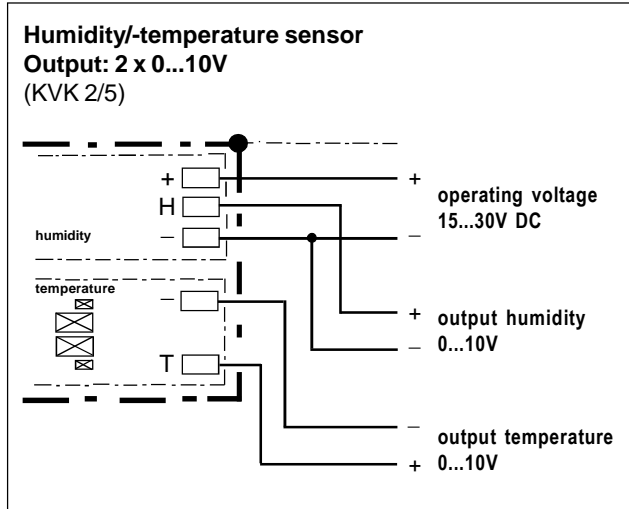 Humidity/-temperature sensor
Output: 2 x 0...10V
(KVK 2/5)
+ +
H
humidity − −
operating voltage
15...30V DC
temperature −
+ output humidity
− 0...10V
T
− output temperature
+ 0...10V